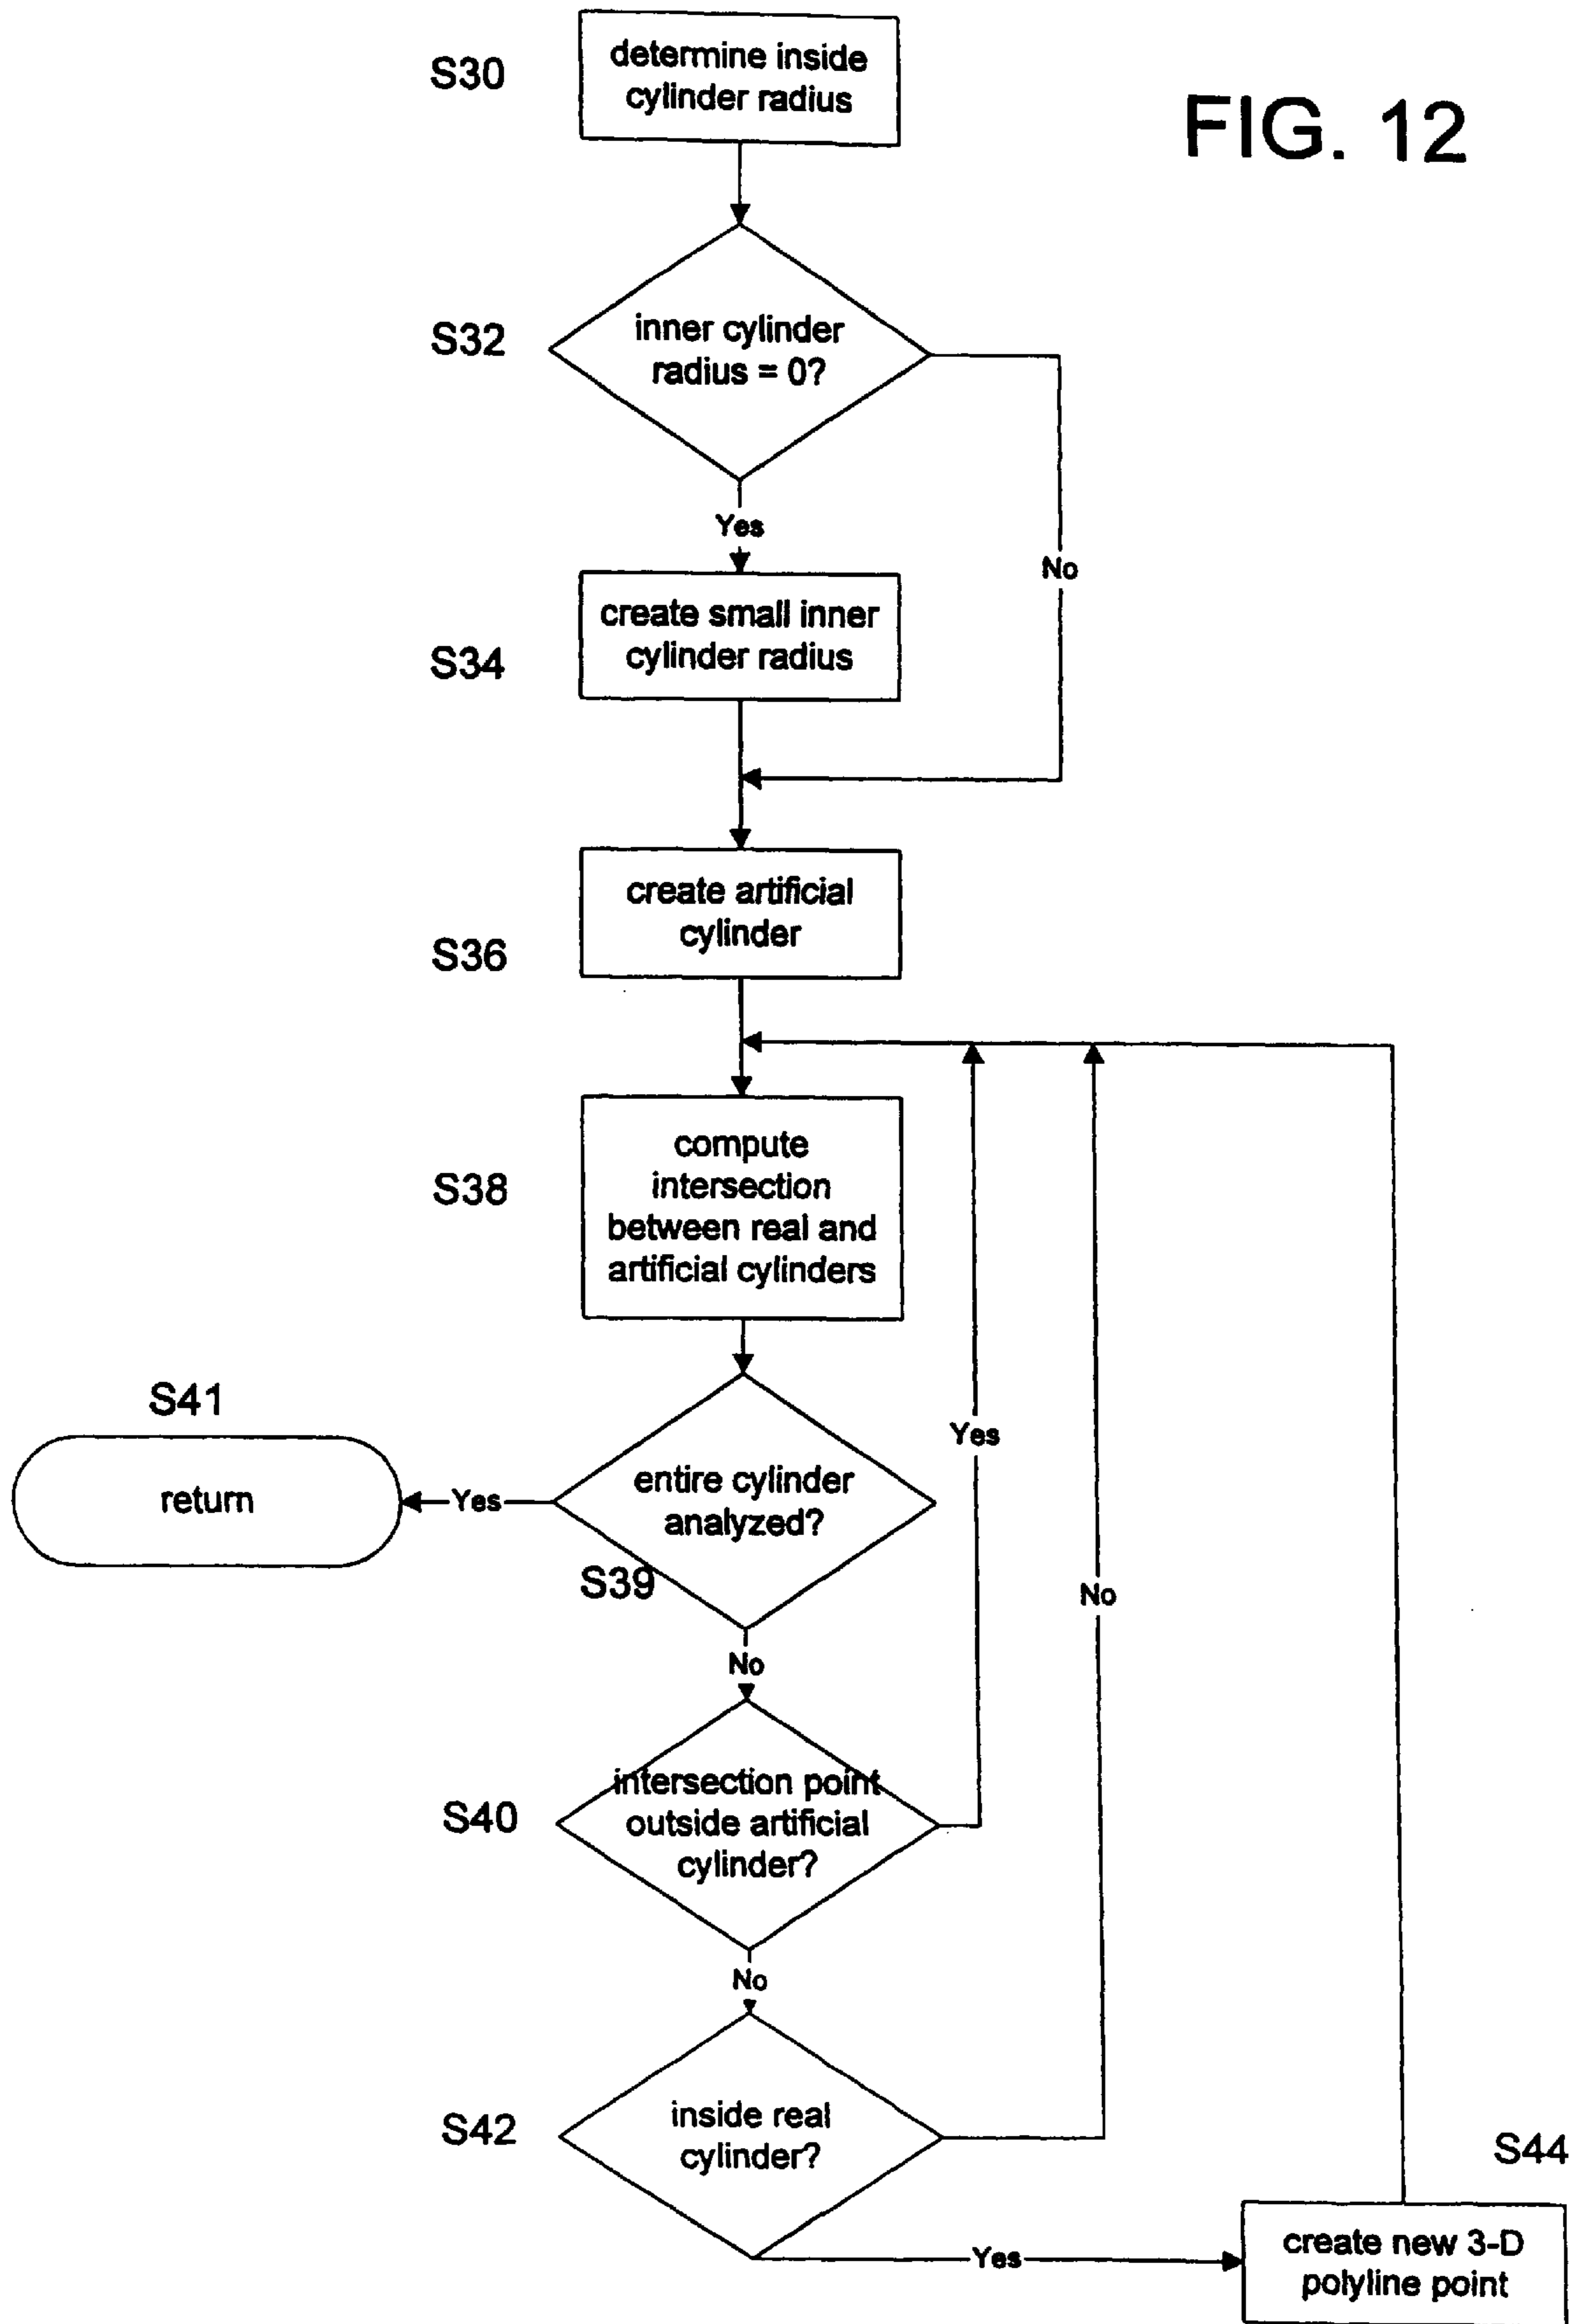 FIG. 12
S30
determine inside
cylinder radius
S32
inner cylinder
radius = 0?
Yes
No
S34
create small inner
cylinder radius
S36
create artificial
cylinder
S38
compute
intersection
between real and
artificial cylinders
S41
return
Yes
entire cylinder
analyzed?
S39
Yes
No
No
S40
intersection point
outside artificial
cylinder?
No
S42
inside real
cylinder?
Yes
S44
create new 3-D
polyline point